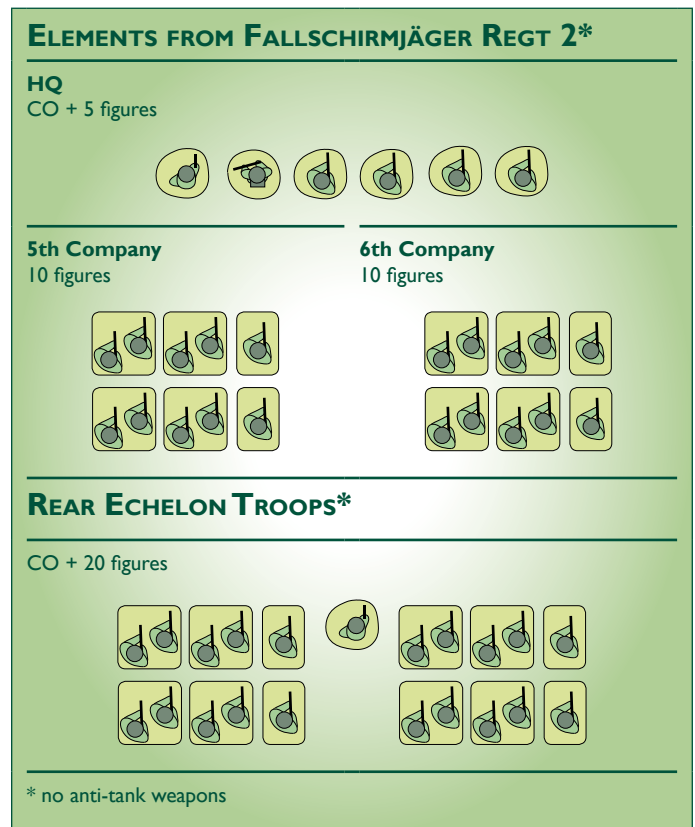 Elements from Fallschirmjäger Regt 2*
HQ
CO + 5 figures
5th Company
10 figures
6th Company
10 figures
Rear Echelon Troops*
CO + 20 figures
* no anti-tank weapons